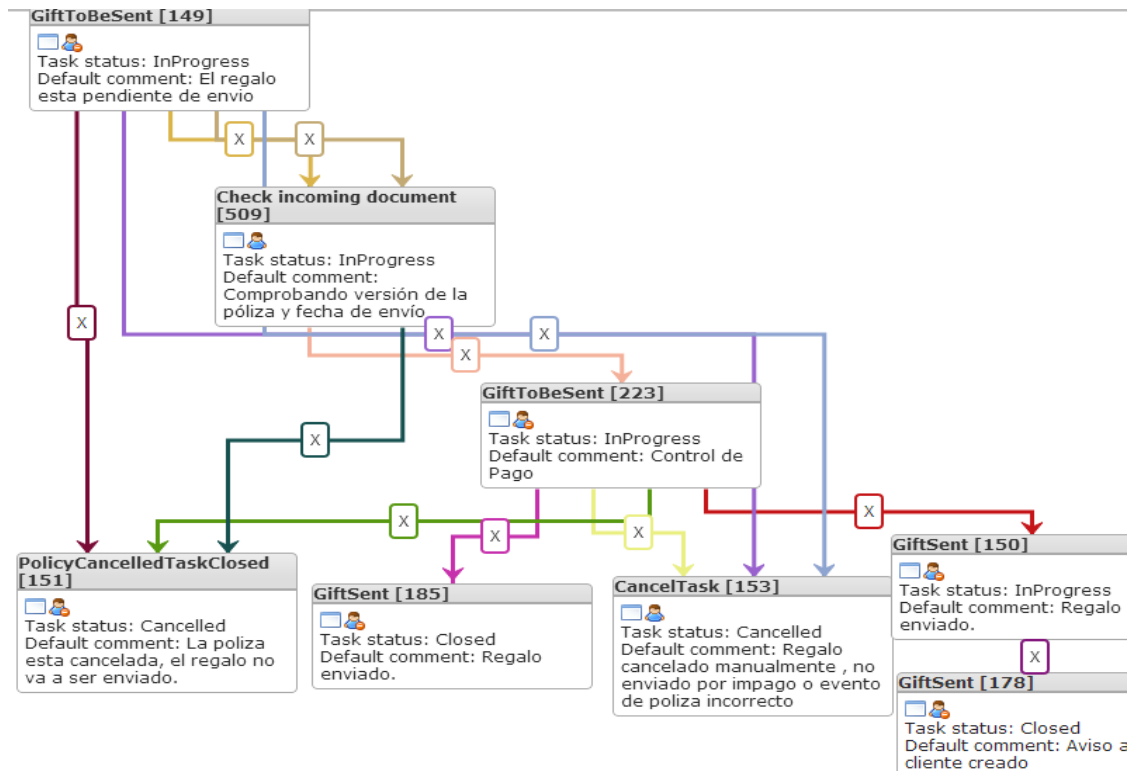 GiftToBeSent [149]
Task status: InProgress
Default comment: El regalo
esta pendiente de envio
X
X
Check incoming document
[509]
Task status: InProgress
Default comment:
Comprobando versión de la
póliza y fecha de envío
X
X
X
X
GiftToBeSent [223]
Task status: InProgress
Default comment: Control de
Pago
X
X
X
X
X
PolicyCancelledTaskClosed
[151]
Task status: Cancelled
Default comment: La poliza
esta cancelada, el regalo no
va a ser enviado.
GiftSent [185]
Task status: Closed
Default comment: Regalo
enviado.
CancelTask [153]
Task status: Cancelled
Default comment: Regalo
cancelado manualmente , no
enviado por impago o evento
de poliza incorrecto
GiftSent [150]
Task status: InProgress
Default comment: Regalo
enviado.
X
GiftSent [178]
Task status: Closed
Default comment: Aviso a
cliente creado